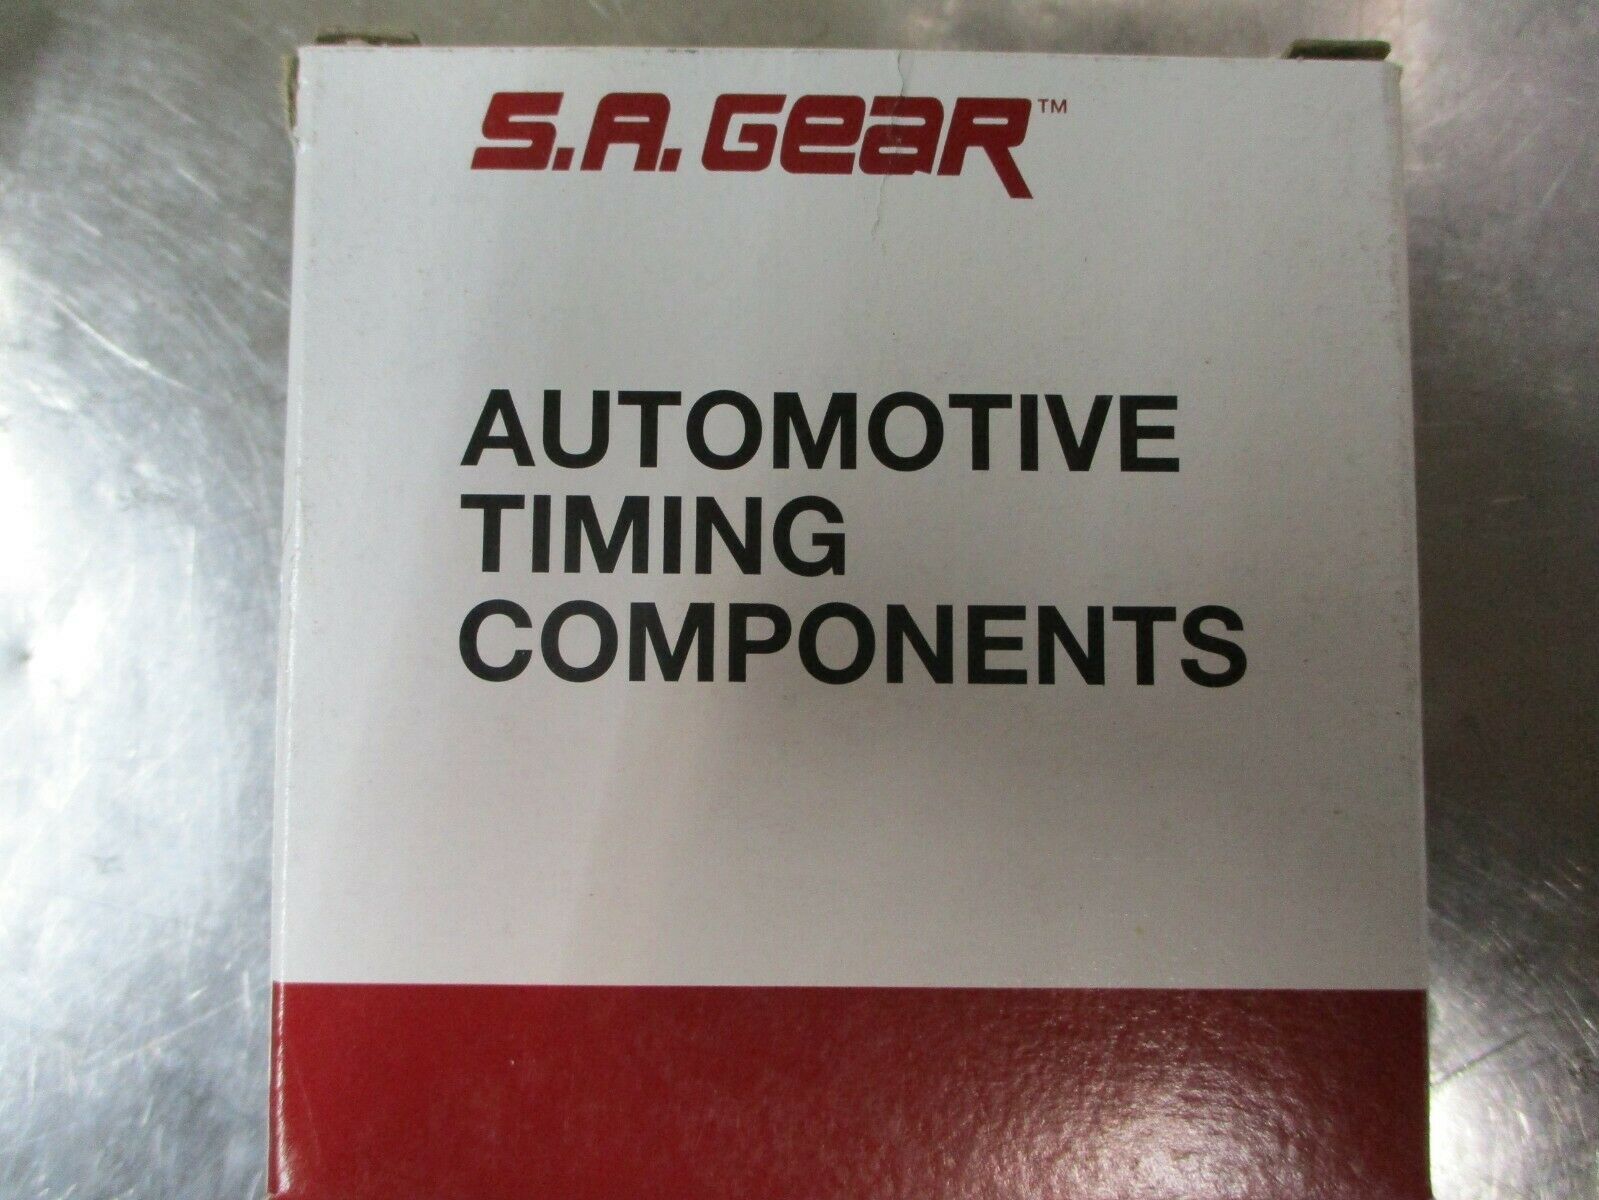 S.A. GeaR™
AUTOMOTIVE
TIMING
COMPONENTS